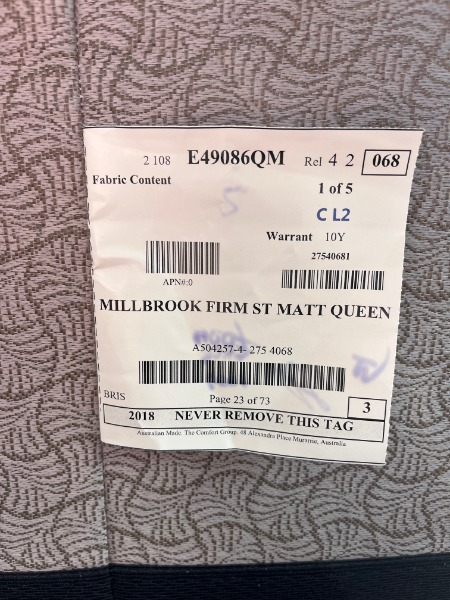 2 108 E49086QM Rel 4 2 068
Fabric Content
1 of 5
C L2
Warrant 10Y
27540681
APN#:0
MILLBROOK FIRM ST MATT QUEEN
A504257-4- 275 4068
BRIS Page 23 of 73 3
2018 NEVER REMOVE THIS TAG
Australian Made. The Comfort Group. 48 Alexandra Place Murarrie, Australia